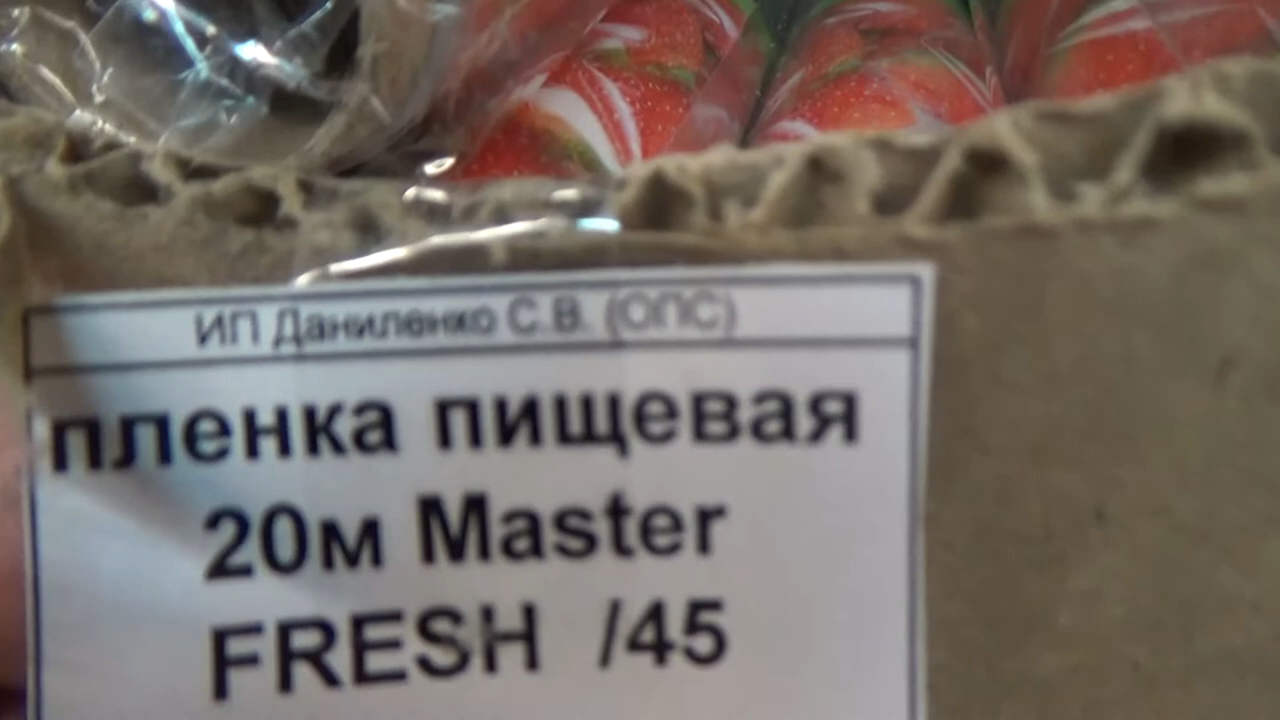 ИП Даниленко С.В. (ОПС)
пленка пищевая
20м Master
FRESH /45